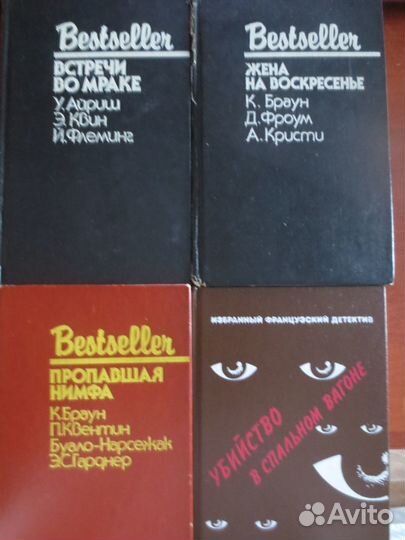 Bestseller
ВСТРЕЧИ
ВО МРАКЕ
У. Айриш
Э. Квин
Й. Флеминг
Bestseller
ЖЕНА
НА ВОСКРЕСЕНЬЕ
К. Браун
Д. Фроум
А. Кристи
Bestseller
ПРОПАВШАЯ
НИМФА
К. Браун
П. Квентин
Буало-Нарсежак
Э.С. Гарднер
ИЗБРАННЫЙ ФРАНЦУЗСКИЙ ДЕТЕКТИВ
УБИЙСТВО
В СПАЛЬНОМ ВАГОНЕ
Avito